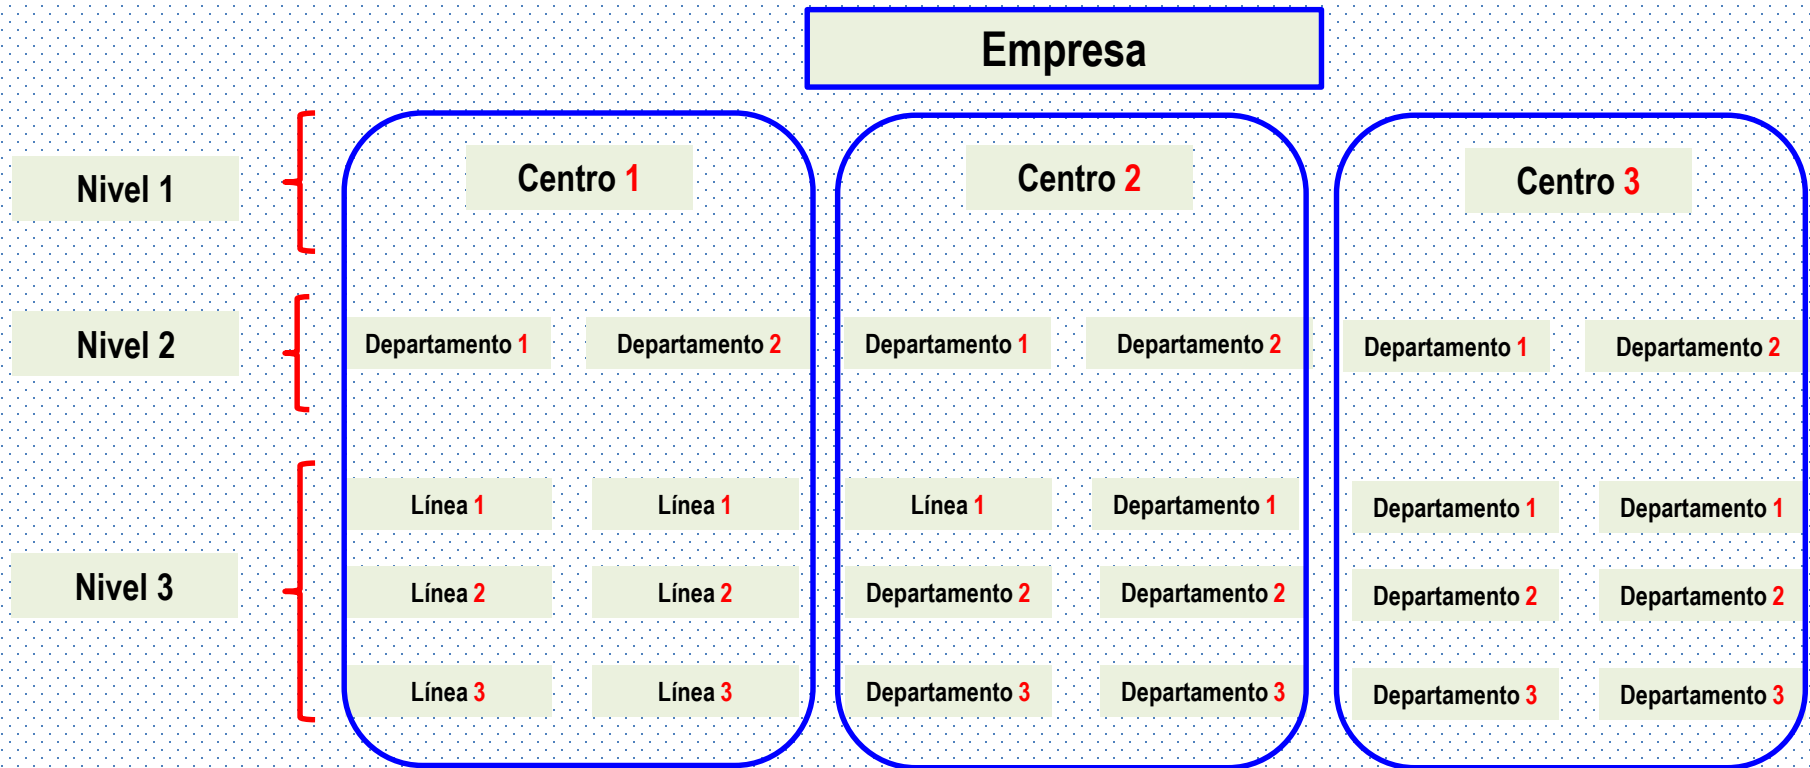 Empresa
Nivel 1
Centro 1
Centro 2
Centro 3
Nivel 2
Departamento 1
Departamento 2
Departamento 1
Departamento 2
Departamento 1
Departamento 2
Nivel 3
Línea 1
Línea 1
Línea 1
Departamento 1
Departamento 1
Departamento 1
Línea 2
Línea 2
Departamento 2
Departamento 2
Departamento 2
Departamento 2
Línea 3
Línea 3
Departamento 3
Departamento 3
Departamento 3
Departamento 3